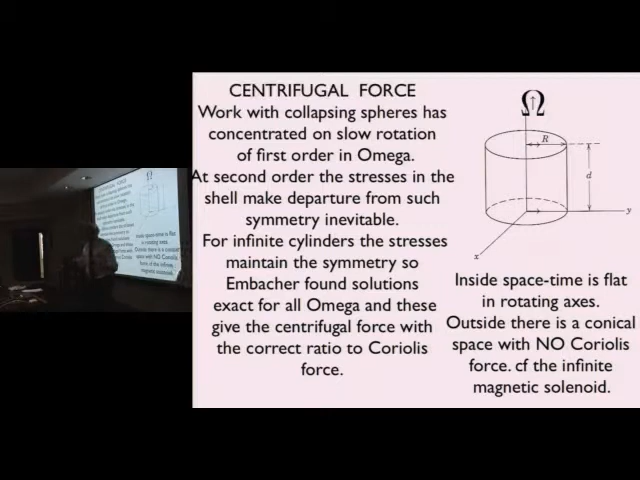 CENTRIFUGAL FORCE
Work with collapsing spheres has
concentrated on slow rotation
of first order in Omega.
At second order the stresses in the
shell make departure from such
symmetry inevitable.
For infinite cylinders the stresses
maintain the symmetry so
Embacher found solutions
exact for all Omega and these
give the centrifugal force with
the correct ratio to Coriolis
force.
Ω
R
d
y
x
Inside space-time is flat
in rotating axes.
Outside there is a conical
space with NO Coriolis
force. cf the infinite
magnetic solenoid.